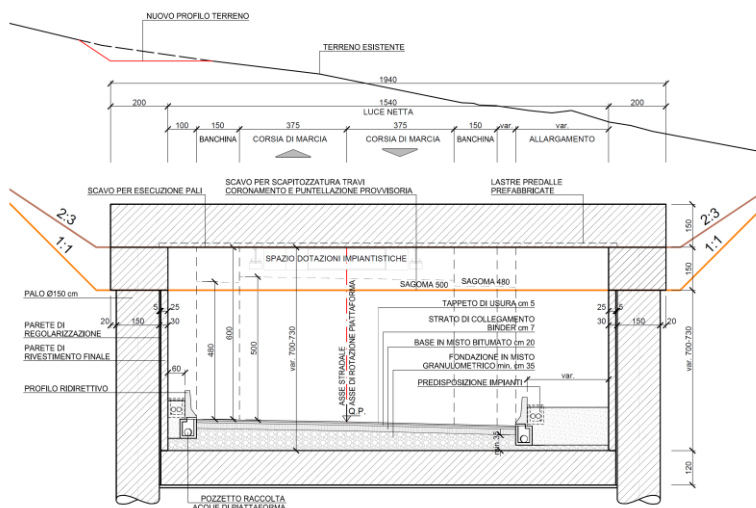 NUOVO PROFILO TERRENO
TERRENO ESISTENTE
1940
200
1540
200
LUCE NETTA
100
150
375
375
150
var.
var.
BANCHINA
CORSIA DI MARCIA
CORSIA DI MARCIA
BANCHINA
ALLARGAMENTO
SCAVO PER ESECUZIONE PALI
SCAVO PER SCAPITOZZATURA TRAVI
CORONAMENTO E PUNTELLAZIONE PROVVISORIA
LASTRE PREDALLE
PREFABBRICATE
2:3
2:3
1:1
1:1
150
150
SPAZIO DOTAZIONI IMPIANTISTICHE
SAGOMA 500
SAGOMA 480
PALO Ø150 cm
5
25
5
25
20
150
30
30
150
20
PARETE DI
REGOLARIZZAZIONE
PARETE DI
RIVESTIMENTO FINALE
60
PROFILO RIDIRETTIVO
480
600
500
var. 700-730
ASSE STRADALE
ASSE DI ROTAZIONE PIATTAFORMA
Q.P.
TAPPETO DI USURA cm 5
STRATO DI COLLEGAMENTO
BINDER cm 7
BASE IN MISTO BITUMATO cm 20
FONDAZIONE IN MISTO
GRANULOMETRICO min. cm 35
PREDISPOSIZIONE IMPIANTI
var.
var. 700-730
min.35
120
POZZETTO RACCOLTA
ACQUE DI PIATTAFORMA